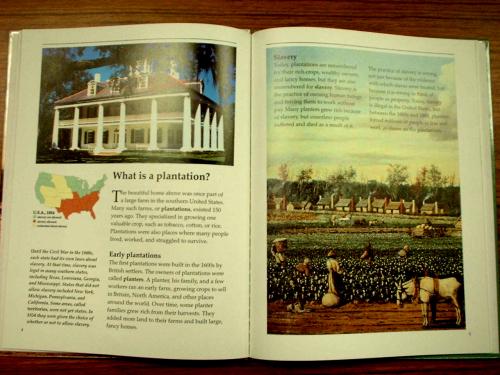 What is a plantation?
The beautiful home above was once part of
a large farm in the southern United States.
Many such farms, or plantations, existed 150
years ago. They specialized in growing one
valuable crop, such as tobacco, cotton, or rice.
Plantations were also places where many people
lived, worked, and struggled to survive.
U.S.A., 1854
Until the Civil War in the 1860s,
each state had its own laws about
slavery. At that time, slavery was
legal in many southern states,
including Texas, Louisiana, Georgia,
and Mississippi. States that did not
allow slavery included New York,
Michigan, Pennsylvania, and
California. Some areas, called
territories, were not yet states. In
1854 they were given the choice of
whether or not to allow slavery.
Early plantations
The first plantations were built in the 1600s by
British settlers. The owners of plantations were
called planters. A planter, his family, and a few
workers ran an early farm, growing crops to sell
in Britain, North America, and other places
around the world. Over time, some planter
families grew rich from their harvests. They
added more land to their farms and built large,
fancy homes.
4
Slavery
Today, plantations are remembered
for their rich crops, wealthy owners,
and fancy homes, but they are also
remembered for slavery. Slavery is
the practice of owning human beings
and forcing them to work without
pay. Many planters grew rich because
of slavery, but countless people
suffered and died as a result of it.
The practice of slavery is wrong,
not just because of the
with which slaves were treated, but
because it is wrong to think of
people as property. Today, slavery
is illegal in the United States, but
between the 1600s and 1860s, planters
forced millions of people to live and
work as slaves on the plantations.